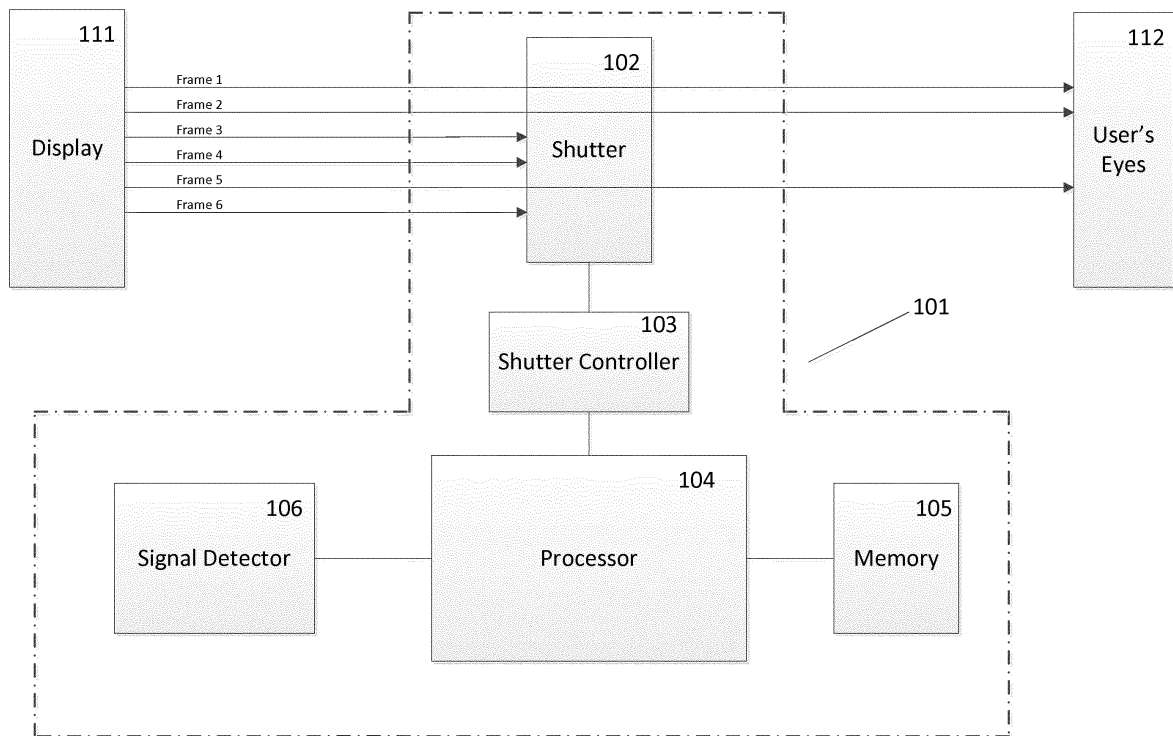 111
Display
Frame 1
Frame 2
Frame 3
Frame 4
Frame 5
Frame 6
102
Shutter
112
User's
Eyes
101
103
Shutter Controller
104
Processor
106
Signal Detector
105
Memory